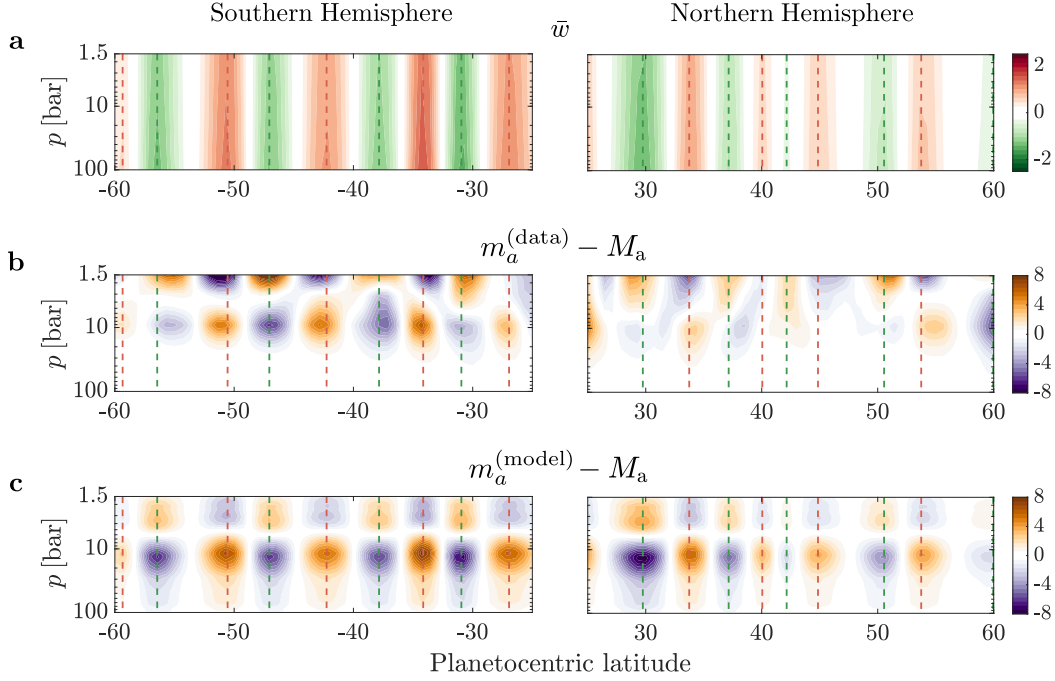 Southern Hemisphere Northern Hemisphere
a w̄
1.5
10
100
p [bar]
-60 -50 -40 -30
30 40 50 60
2
0
-2
b m_a^(data) − M_a
1.5
10
100
p [bar]
-60 -50 -40 -30
30 40 50 60
8
4
0
-4
-8
c m_a^(model) − M_a
1.5
10
100
p [bar]
-60 -50 -40 -30
30 40 50 60
8
4
0
-4
-8
Planetocentric latitude